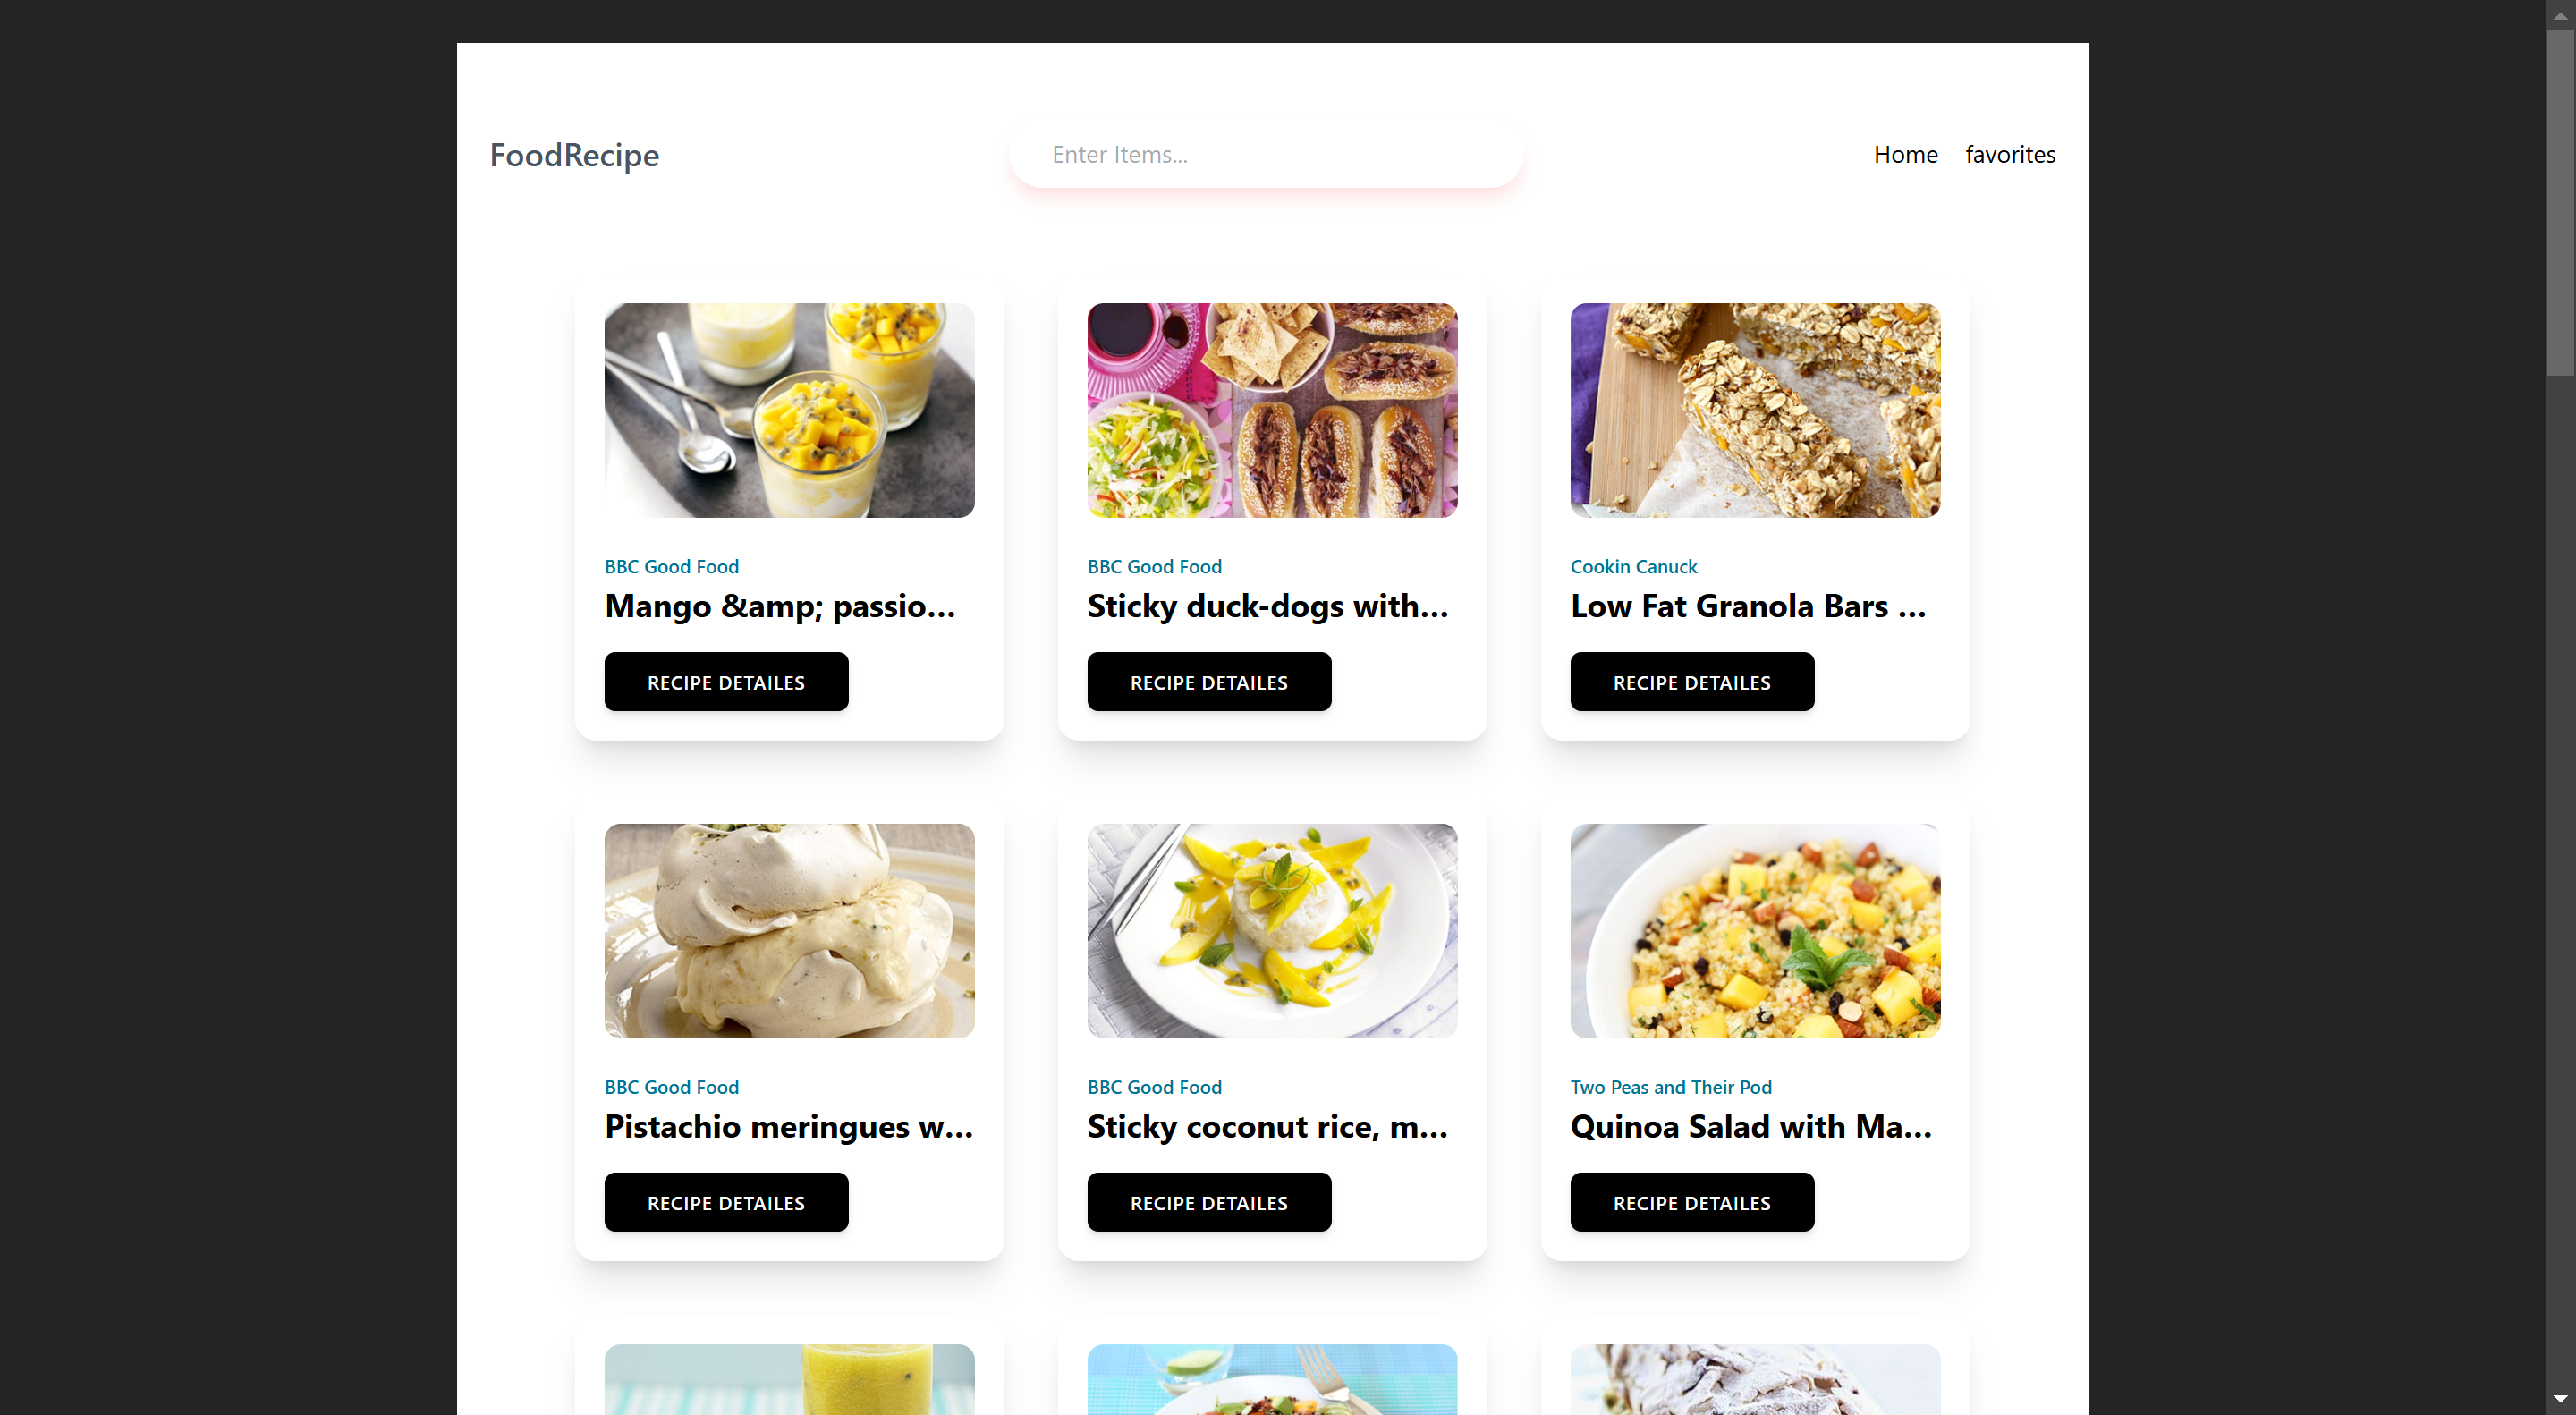 FoodRecipe
Enter Items...
Home favorites
BBC Good Food
Mango &amp; passio...
RECIPE DETAILES
BBC Good Food
Sticky duck-dogs with...
RECIPE DETAILES
Cookin Canuck
Low Fat Granola Bars ...
RECIPE DETAILES
BBC Good Food
Pistachio meringues w...
RECIPE DETAILES
BBC Good Food
Sticky coconut rice, m...
RECIPE DETAILES
Two Peas and Their Pod
Quinoa Salad with Ma...
RECIPE DETAILES